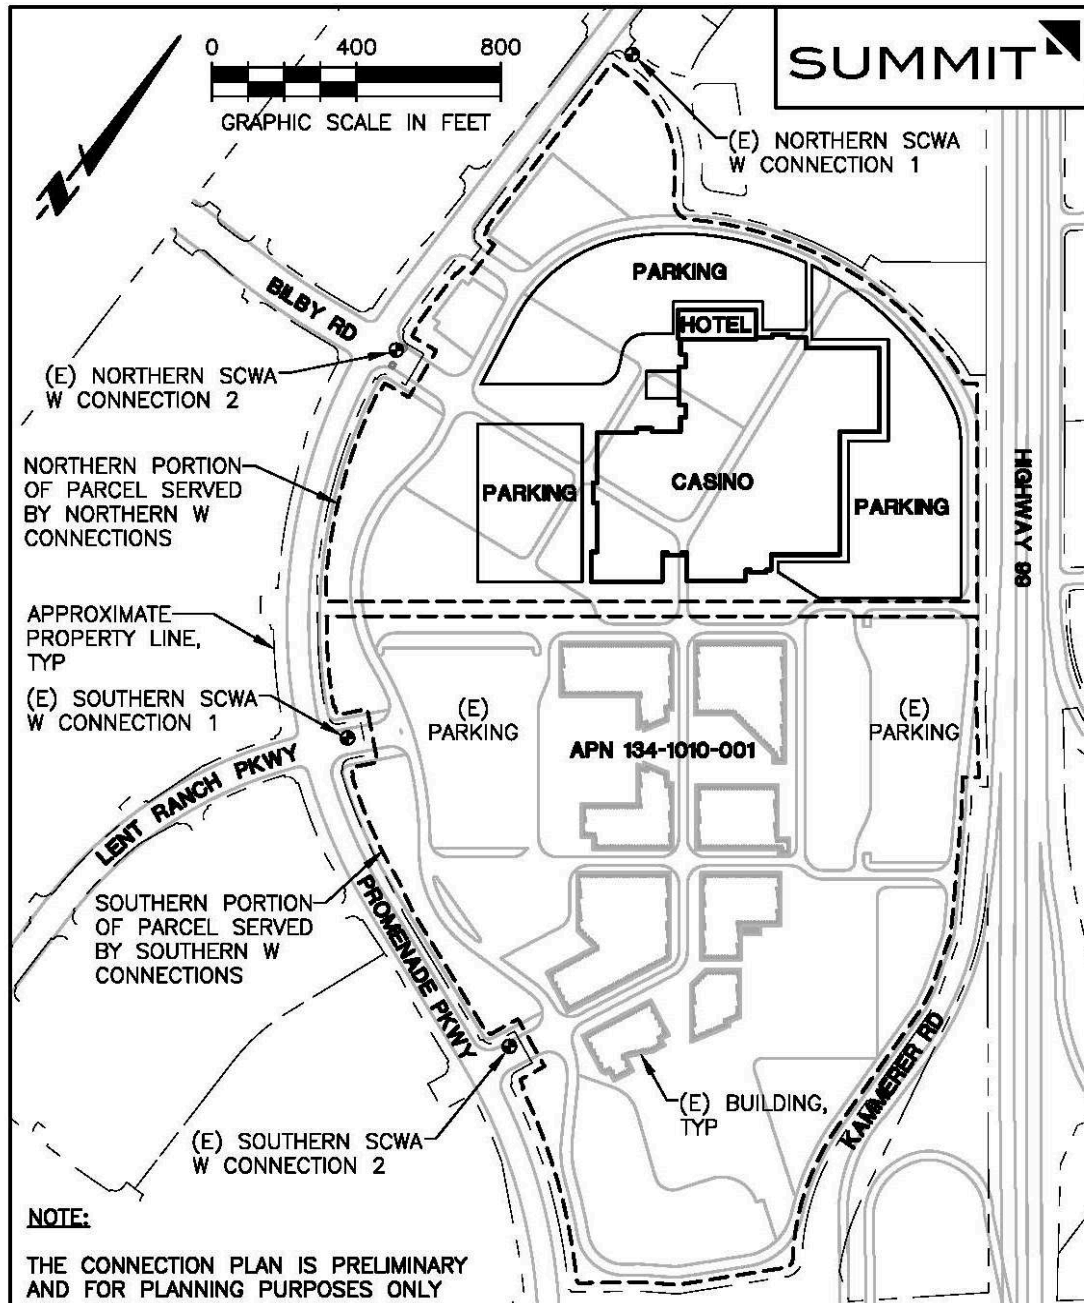 0 400 800
GRAPHIC SCALE IN FEET
SUMMIT
N
(E) NORTHERN SCWA
W CONNECTION 1
PARKING
HOTEL
BILBY RD
(E) NORTHERN SCWA
W CONNECTION 2
NORTHERN PORTION
OF PARCEL SERVED
BY NORTHERN W
CONNECTIONS
PARKING
CASINO
PARKING
HIGHWAY 99
APPROXIMATE
PROPERTY LINE,
TYP
(E) SOUTHERN SCWA
W CONNECTION 1
(E)
PARKING
APN 134-1010-001
(E)
PARKING
LENT RANCH PKWY
SOUTHERN PORTION
OF PARCEL SERVED
BY SOUTHERN W
CONNECTIONS
PROMENADE PKWY
KAMMERER RD
(E) BUILDING,
TYP
(E) SOUTHERN SCWA
W CONNECTION 2
NOTE:
THE CONNECTION PLAN IS PRELIMINARY
AND FOR PLANNING PURPOSES ONLY